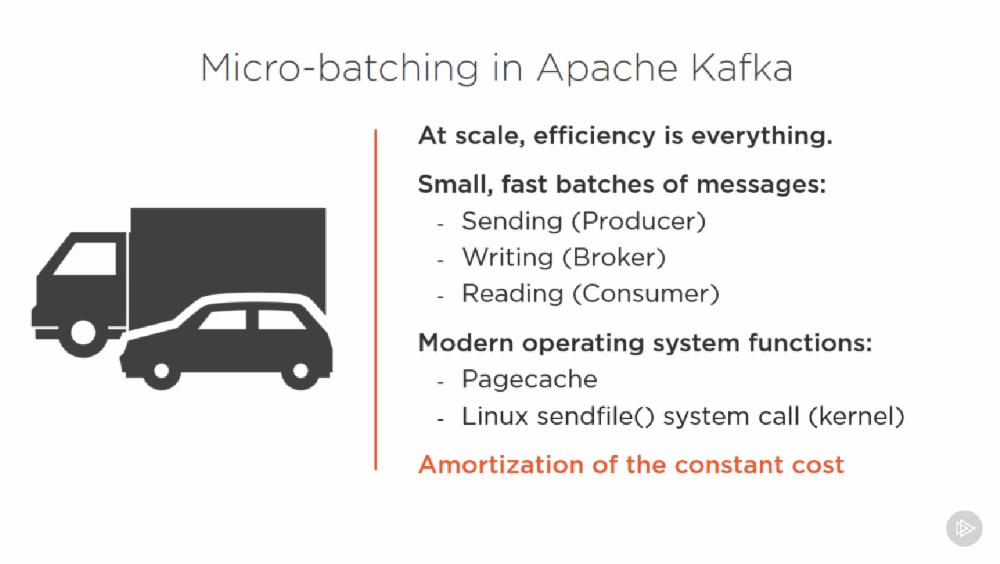 Micro-batching in Apache Kafka
At scale, efficiency is everything.
Small, fast batches of messages:
- Sending (Producer)
- Writing (Broker)
- Reading (Consumer)
Modern operating system functions:
- Pagecache
- Linux sendfile() system call (kernel)
Amortization of the constant cost